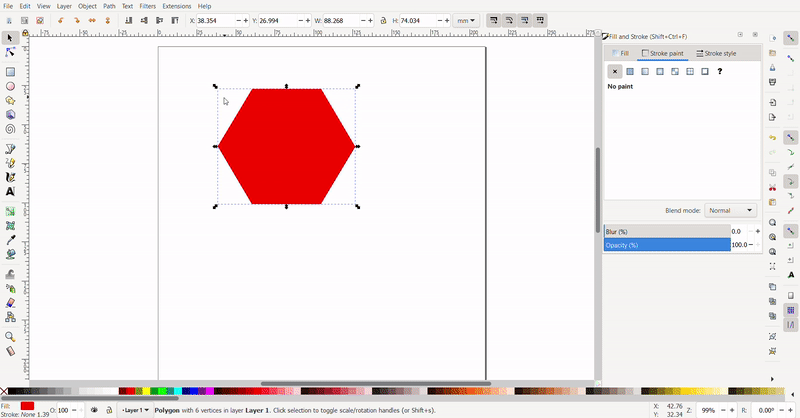 File Edit View Layer Object Path Text Filters Extensions Help
X: 38.354 Y: 26.994 W: 88.268 H: 74.034 mm
Fill and Stroke (Shift+Ctrl+F)
Fill Stroke paint Stroke style
?
No paint
Blend mode: Normal
Blur (%) 0.0
Opacity (%) 100.0
A
Fill:
Stroke: None 1.39
O: 100
Layer 1
Polygon with 6 vertices in layer Layer 1. Click selection to toggle scale/rotation handles (or Shift+s).
X: 42.76
Y: 32.34
Z: 99%
R: 0.00°